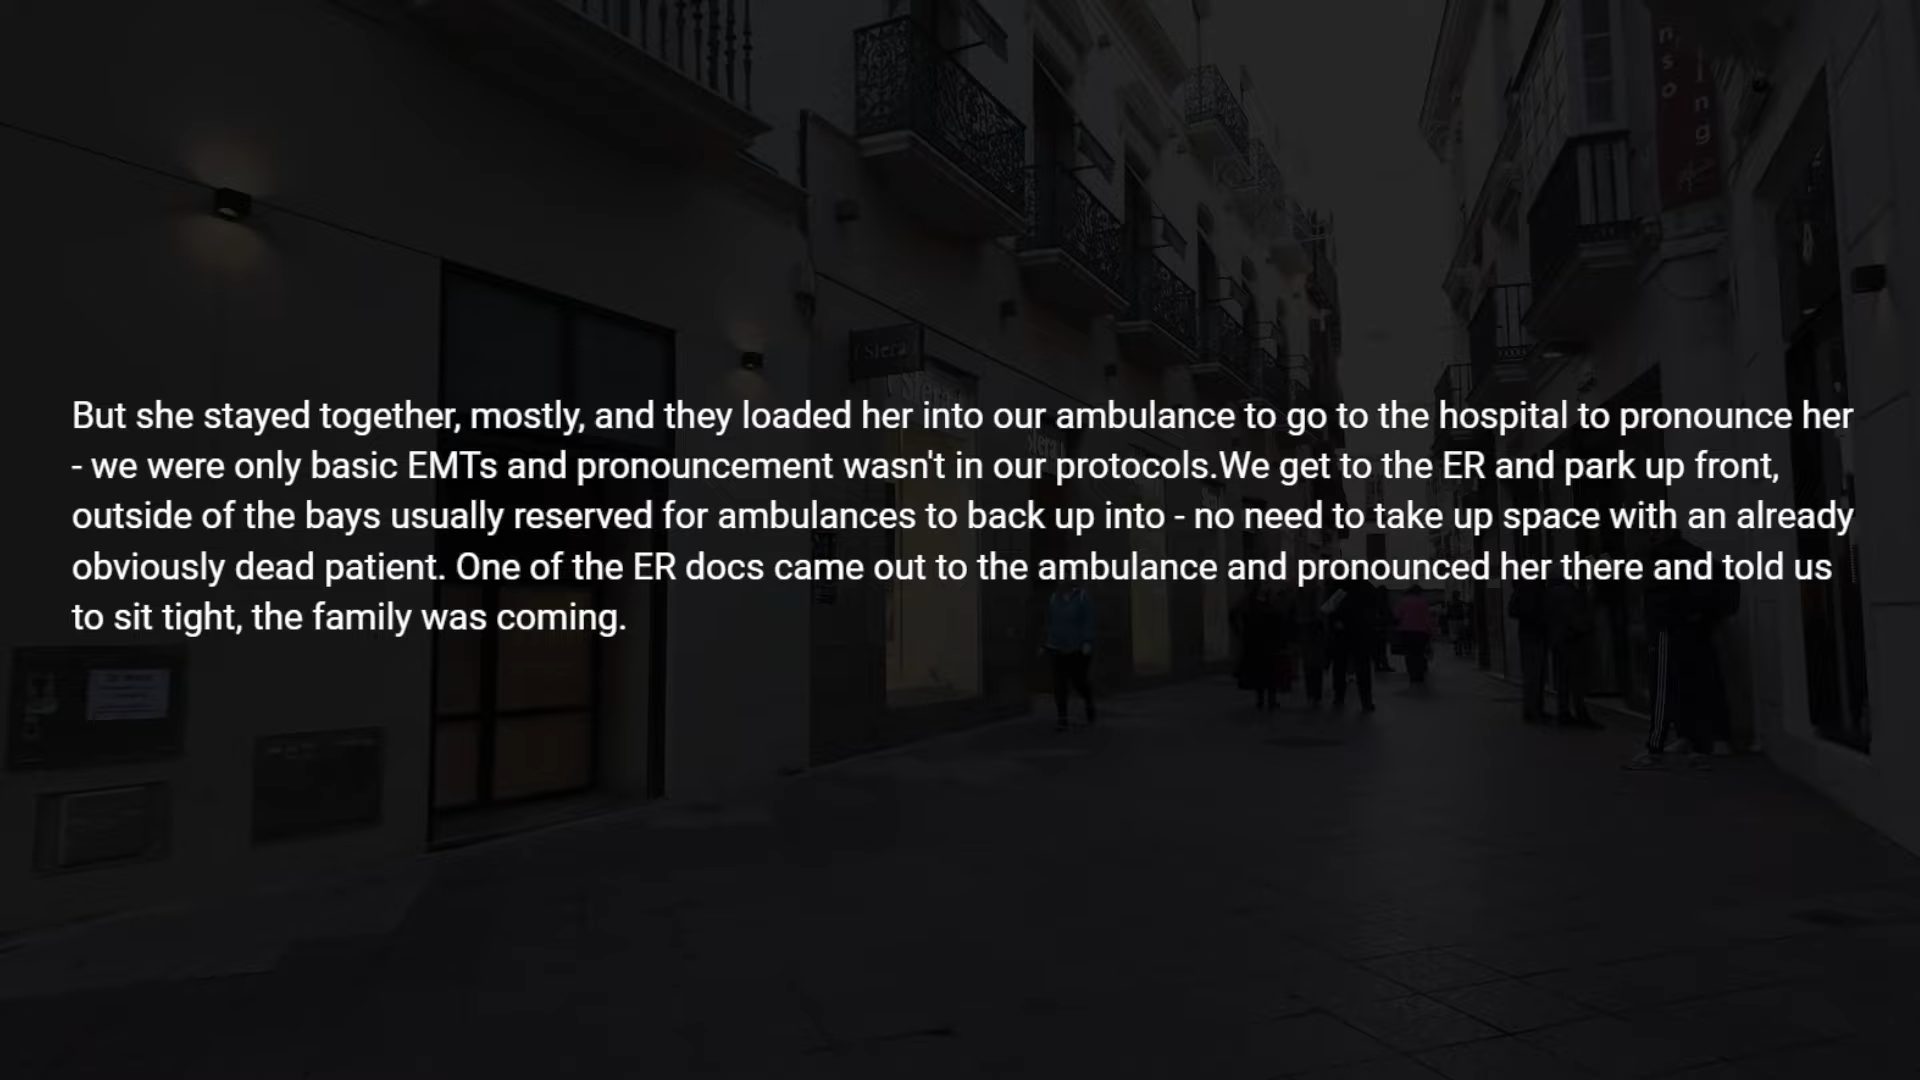 But she stayed together, mostly, and they loaded her into our ambulance to go to the hospital to pronounce her
- we were only basic EMTs and pronouncement wasn't in our protocols.We get to the ER and park up front,
outside of the bays usually reserved for ambulances to back up into - no need to take up space with an already
obviously dead patient. One of the ER docs came out to the ambulance and pronounced her there and told us
to sit tight, the family was coming.